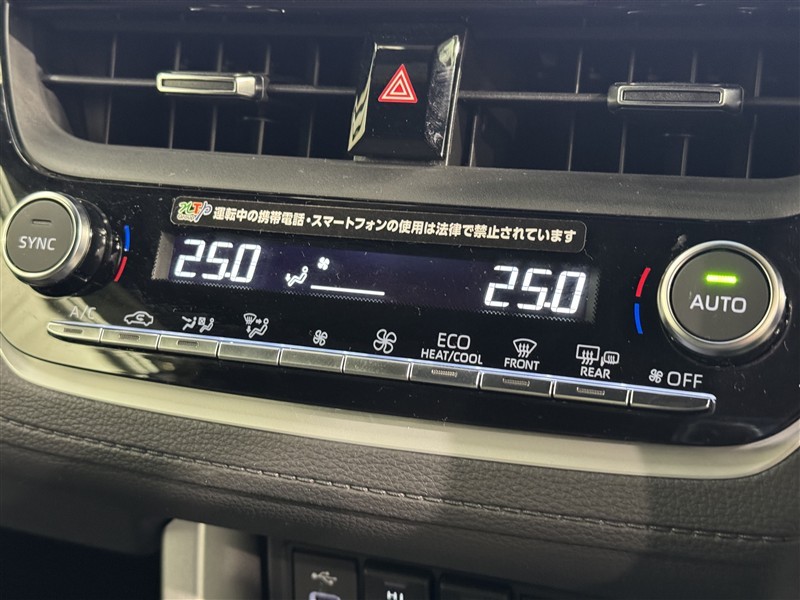 運転中の携帯電話・スマートフォンの使用は法律で禁止されています
SYNC
25.0
25.0
AUTO
A/C
ECO
HEAT/COOL
FRONT
REAR
OFF